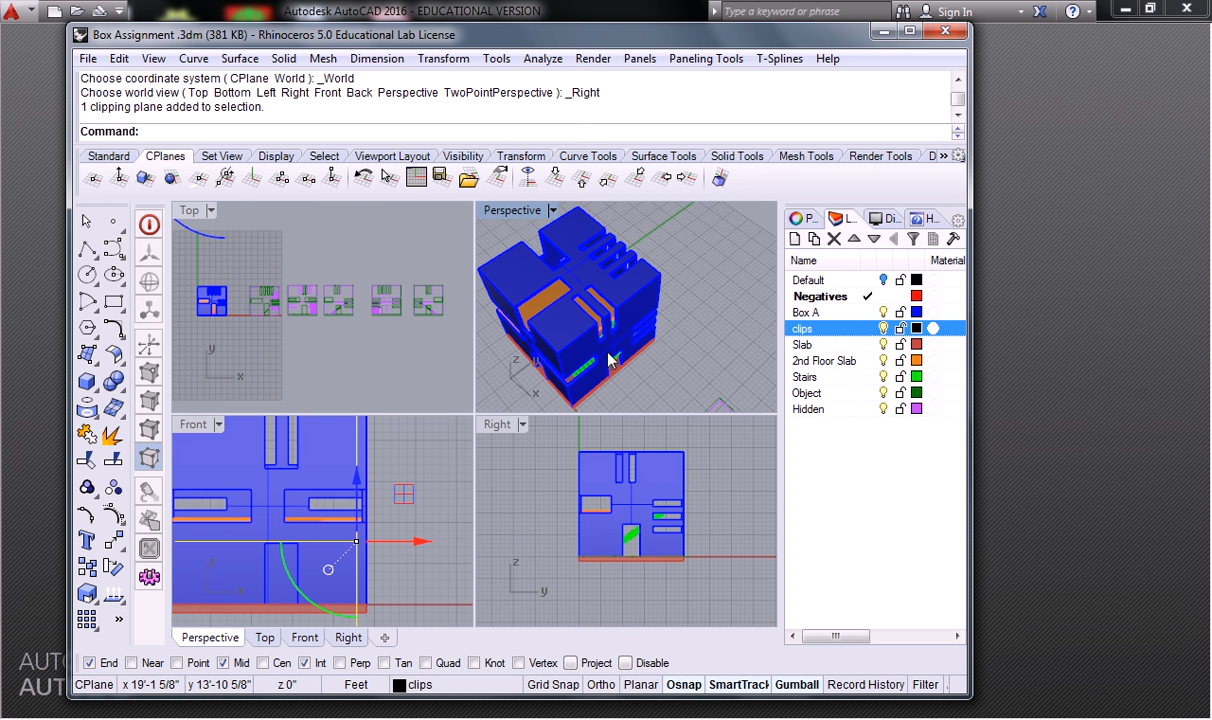 Autodesk AutoCAD 2016 - EDUCATIONAL VERSION
Type a keyword or phrase
Sign In
Box Assignment .3dm (381 KB) - Rhinoceros 5.0 Educational Lab License
File Edit View Curve Surface Solid Mesh Dimension Transform Tools Analyze Render Panels Paneling Tools T-Splines Help
Choose coordinate system ( CPlane World ): _World
Choose world view ( Top Bottom Left Right Front Back Perspective TwoPointPerspective ): _Right
1 clipping plane added to selection.
Command:
Standard CPlanes Set View Display Select Viewport Layout Visibility Transform Curve Tools Surface Tools Solid Tools Mesh Tools Render Tools D »
Top
Perspective
P... L... Di... H...
Name Material
Default
Negatives
Box A
clips
Slab
2nd Floor Slab
Stairs
Object
Hidden
y
x
z
x
Front
Right
z
y
Perspective Top Front Right
End Near Point Mid Cen Int Perp Tan Quad Knot Vertex Project Disable
CPlane x 19'-1 5/8" y 13'-10 5/8" z 0" Feet clips Grid Snap Ortho Planar Osnap SmartTrack Gumball Record History Filter
AUTO
AUT